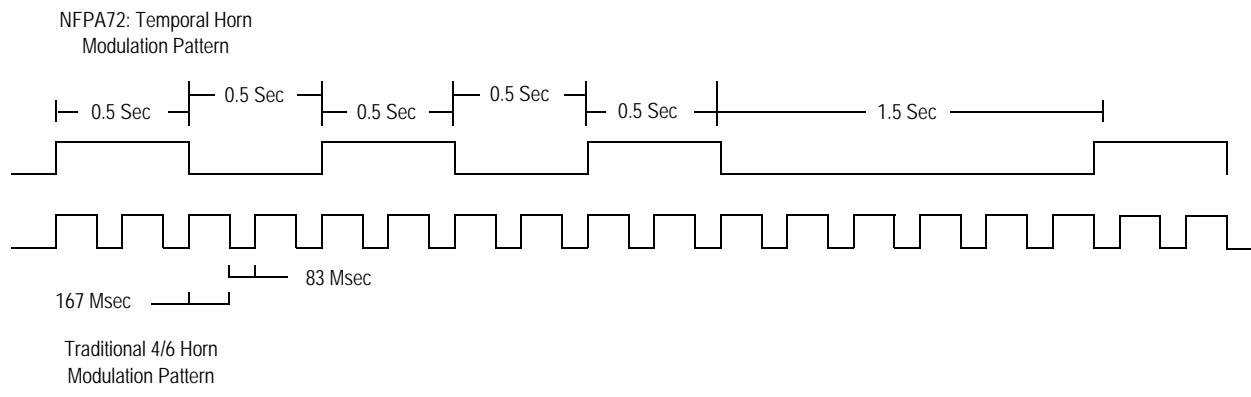 NFPA72: Temporal Horn
Modulation Pattern
0.5 Sec
0.5 Sec
0.5 Sec
0.5 Sec
0.5 Sec
1.5 Sec
83 Msec
167 Msec
Traditional 4/6 Horn
Modulation Pattern